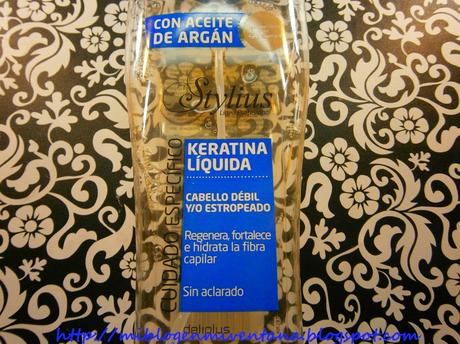 CON ACEITE
DE ARGÁN
Stylius
CUIDADO ESPECÍFICO
KERATINA
LÍQUIDA
CABELLO DÉBIL
Y/O ESTROPEADO
Regenera, fortalece
e hidrata la fibra
capilar
Sin aclarado
deliplus
http://miblogenmiventana.blogspot.com